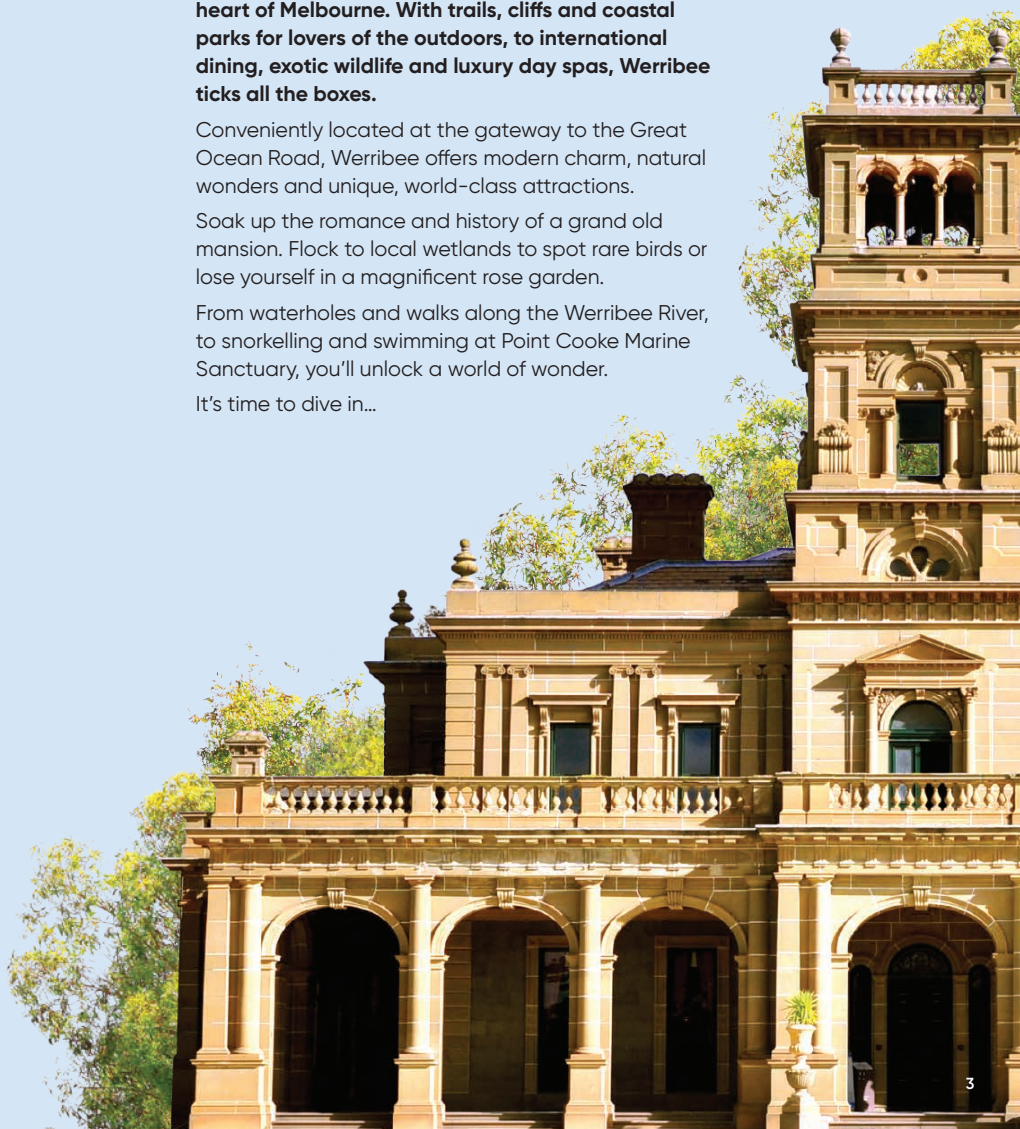 heart of Melbourne. With trails, cliffs and coastal
parks for lovers of the outdoors, to international
dining, exotic wildlife and luxury day spas, Werribee
ticks all the boxes.
Conveniently located at the gateway to the Great
Ocean Road, Werribee offers modern charm, natural
wonders and unique, world-class attractions.
Soak up the romance and history of a grand old
mansion. Flock to local wetlands to spot rare birds or
lose yourself in a magnificent rose garden.
From waterholes and walks along the Werribee River,
to snorkelling and swimming at Point Cooke Marine
Sanctuary, you’ll unlock a world of wonder.
It’s time to dive in…
3